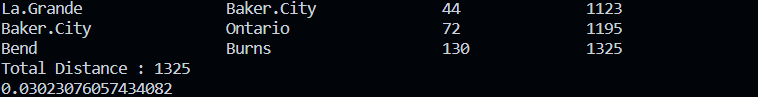 La.Grande Baker.City 44 1123
Baker.City Ontario 72 1195
Bend Burns 130 1325
Total Distance : 1325
0.03023076057434082